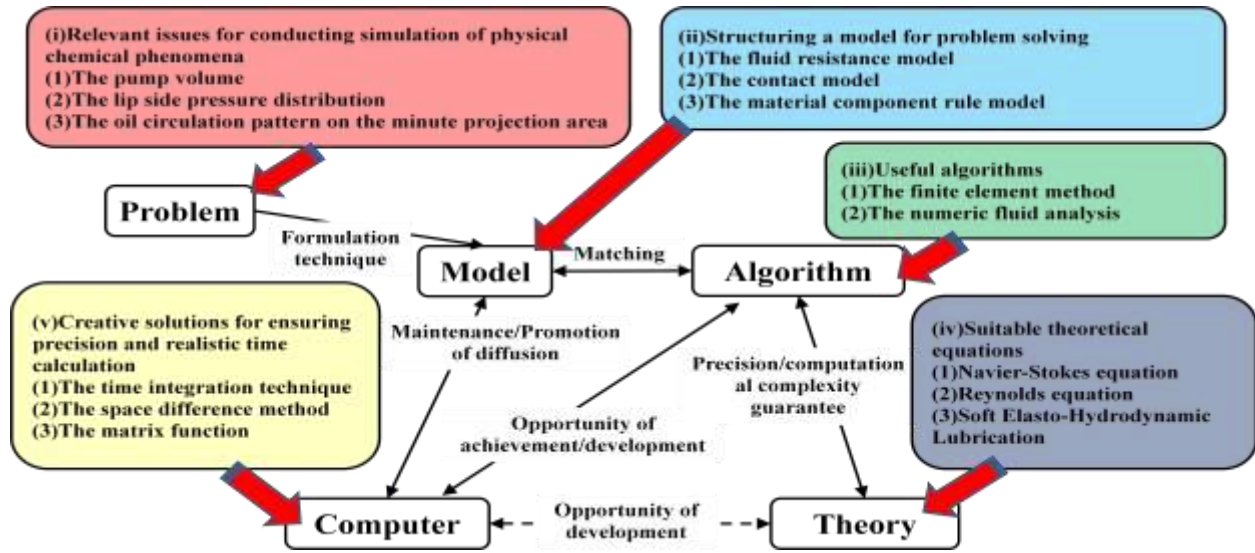 (i)Relevant issues for conducting simulation of physical
chemical phenomena
(1)The pump volume
(2)The lip side pressure distribution
(3)The oil circulation pattern on the minute projection area
(ii)Structuring a model for problem solving
(1)The fluid resistance model
(2)The contact model
(3)The material component rule model
(iii)Useful algorithms
(1)The finite element method
(2)The numeric fluid analysis
Problem
Formulation
technique
Model
Matching
Algorithm
(v)Creative solutions for ensuring
precision and realistic time
calculation
(1)The time integration technique
(2)The space difference method
(3)The matrix function
Maintenance/Promotion
of diffusion
Precision/computation
al complexity
guarantee
(iv)Suitable theoretical
equations
(1)Navier-Stokes equation
(2)Reynolds equation
(3)Soft Elasto-Hydrodynamic
Lubrication
Opportunity of
achievement/development
Computer
Opportunity of
development
Theory